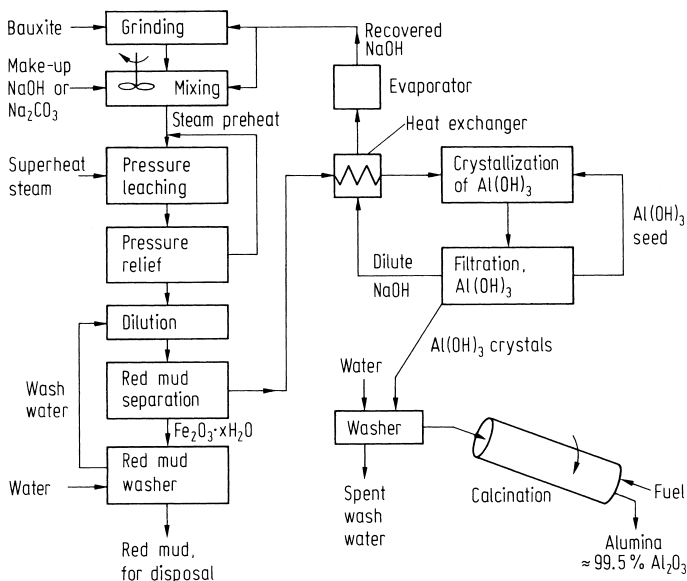 Bauxite
Grinding
Make-up
NaOH or
Na₂CO₃
Mixing
Steam preheat
Superheat
steam
Pressure
leaching
Pressure
relief
Dilution
Wash
water
Red mud
separation
Fe₂O₃·xH₂O
Water
Red mud
washer
Red mud,
for disposal
Recovered
NaOH
Evaporator
Heat exchanger
Crystallization
of Al(OH)₃
Al(OH)₃
seed
Dilute
NaOH
Filtration,
Al(OH)₃
Al(OH)₃ crystals
Water
Washer
Spent
wash
water
Calcination
Fuel
Alumina
≈ 99.5 % Al₂O₃